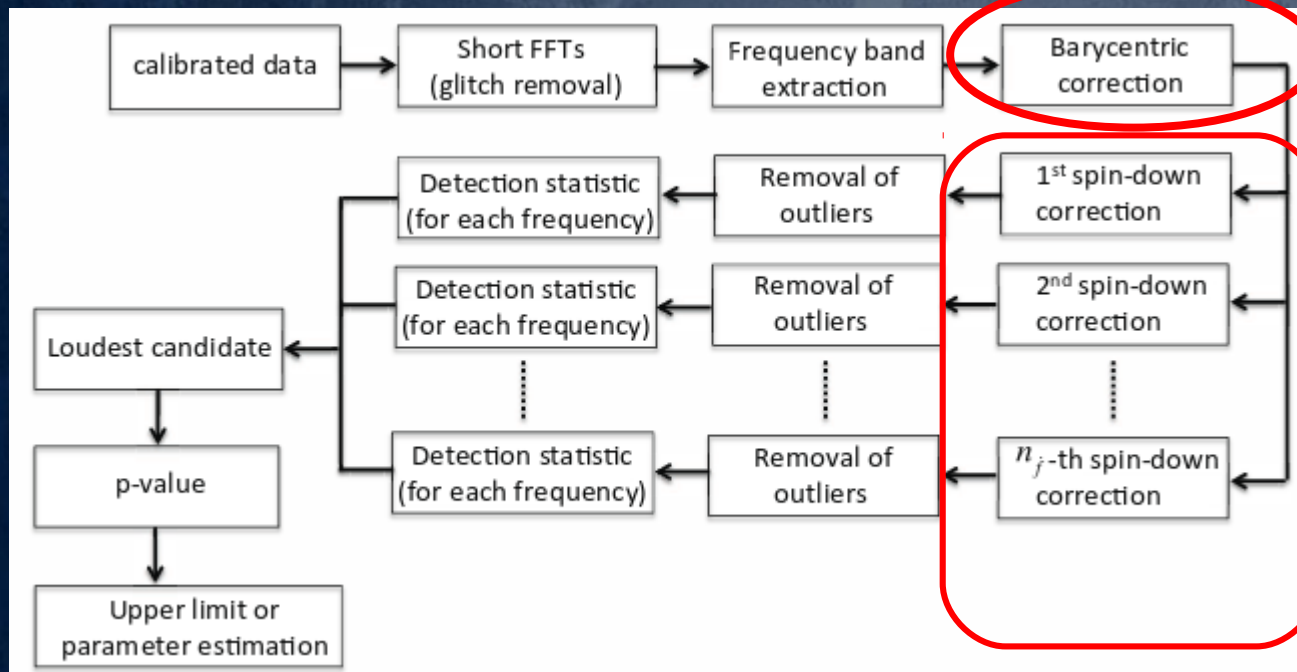 calibrated data
Short FFTs
(glitch removal)
Frequency band
extraction
Barycentric
correction
Detection statistic
(for each frequency)
Removal of
outliers
1st spin-down
correction
Detection statistic
(for each frequency)
Removal of
outliers
2nd spin-down
correction
Loudest candidate
Detection statistic
(for each frequency)
Removal of
outliers
n_j-th spin-down
correction
p-value
Upper limit or
parameter estimation